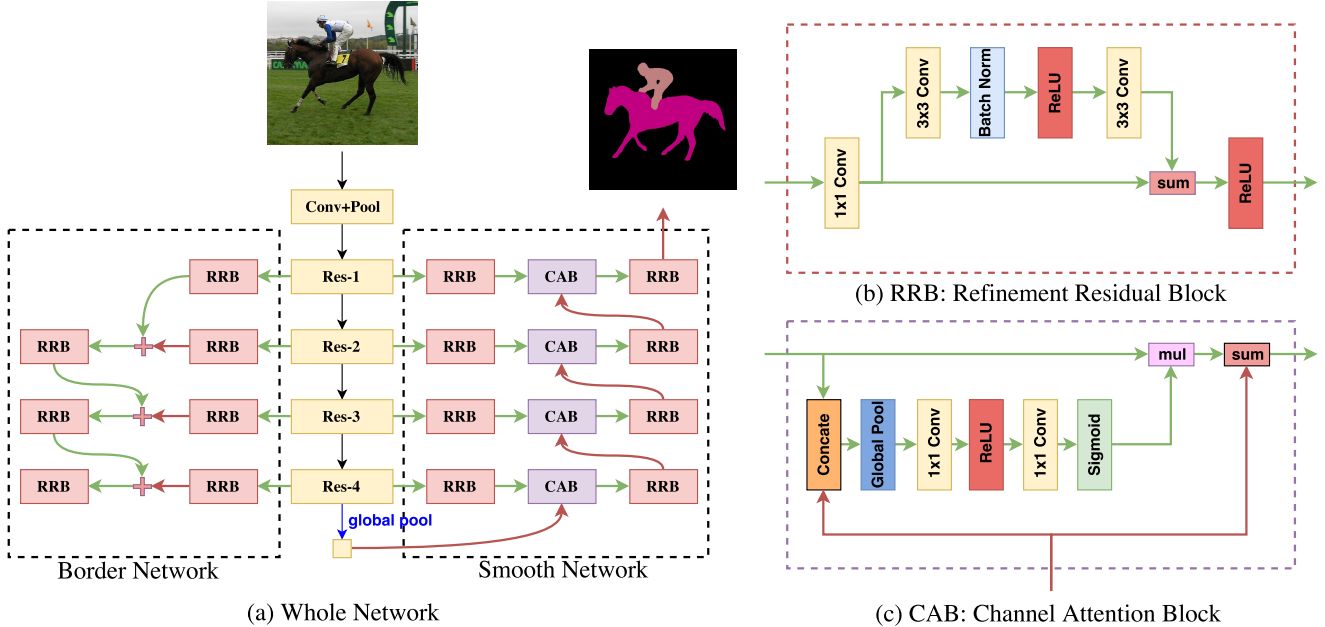 Conv+Pool
RRB Res-1 RRB CAB RRB
RRB RRB Res-2 RRB CAB RRB
RRB RRB Res-3 RRB CAB RRB
RRB RRB Res-4 RRB CAB RRB
global pool
Border Network Smooth Network
(a) Whole Network
3x3 Conv Batch Norm ReLU 3x3 Conv
1x1 Conv sum ReLU
(b) RRB: Refinement Residual Block
mul sum
Concate Global Pool 1x1 Conv ReLU 1x1 Conv Sigmoid
(c) CAB: Channel Attention Block